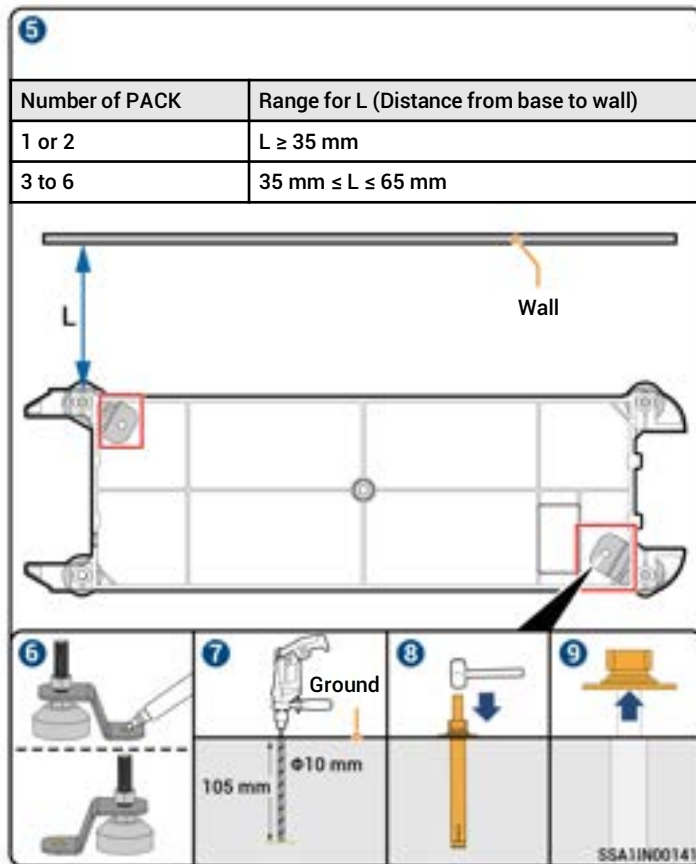 5
Number of PACK Range for L (Distance from base to wall)
1 or 2 L ≥ 35 mm
3 to 6 35 mm ≤ L ≤ 65 mm
Wall
L
6
7
8
9
Ground
Φ10 mm
105 mm
SSA1IN0014